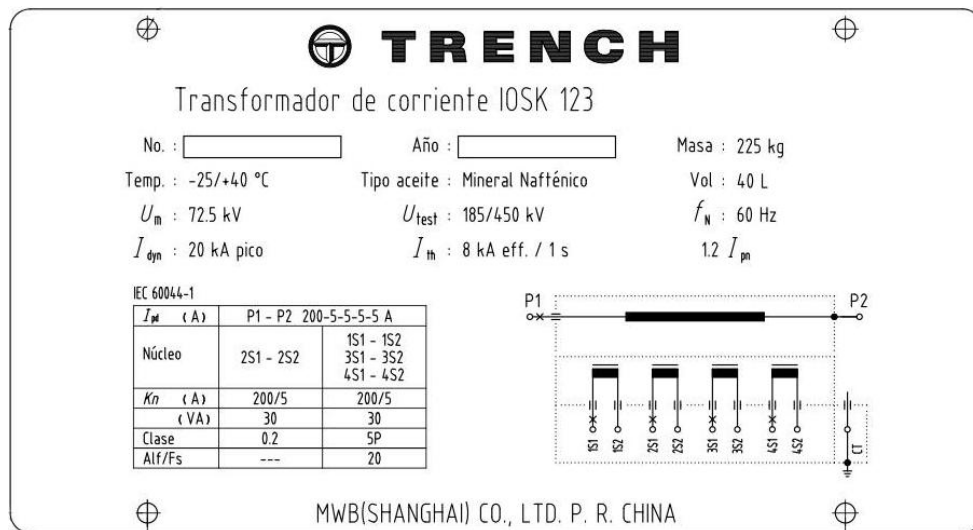 TRENCH
Transformador de corriente IOSK 123
No. : Año : Masa : 225 kg
Temp. : -25/+40 °C Tipo aceite : Mineral Nafténico Vol : 40 L
Um : 72.5 kV Utest : 185/450 kV fN : 60 Hz
Idyn : 20 kA pico Ith : 8 kA eff. / 1 s 1.2 Ipn
IEC 60044-1
(A) P1 - P2 200-5-5-5-5 A
Núcleo 2S1 - 2S2 1S1 - 1S2
3S1 - 3S2
4S1 - 4S2
Kn (A) 200/5 200/5
(VA) 30 30
Clase 0.2 5P
Alf/Fs --- 20
P1 P2
1S1 1S2 2S1 2S2 3S1 3S2 4S1 4S2 CT
MWB(SHANGHAI) CO., LTD. P. R. CHINA